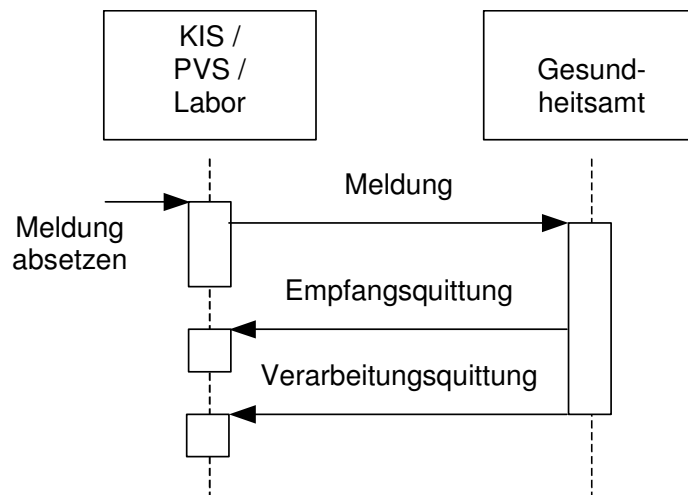 KIS /
PVS /
Labor
Gesund-
heitsamt
Meldung
Meldung
absetzen
Empfangsquittung
Verarbeitungsquittung